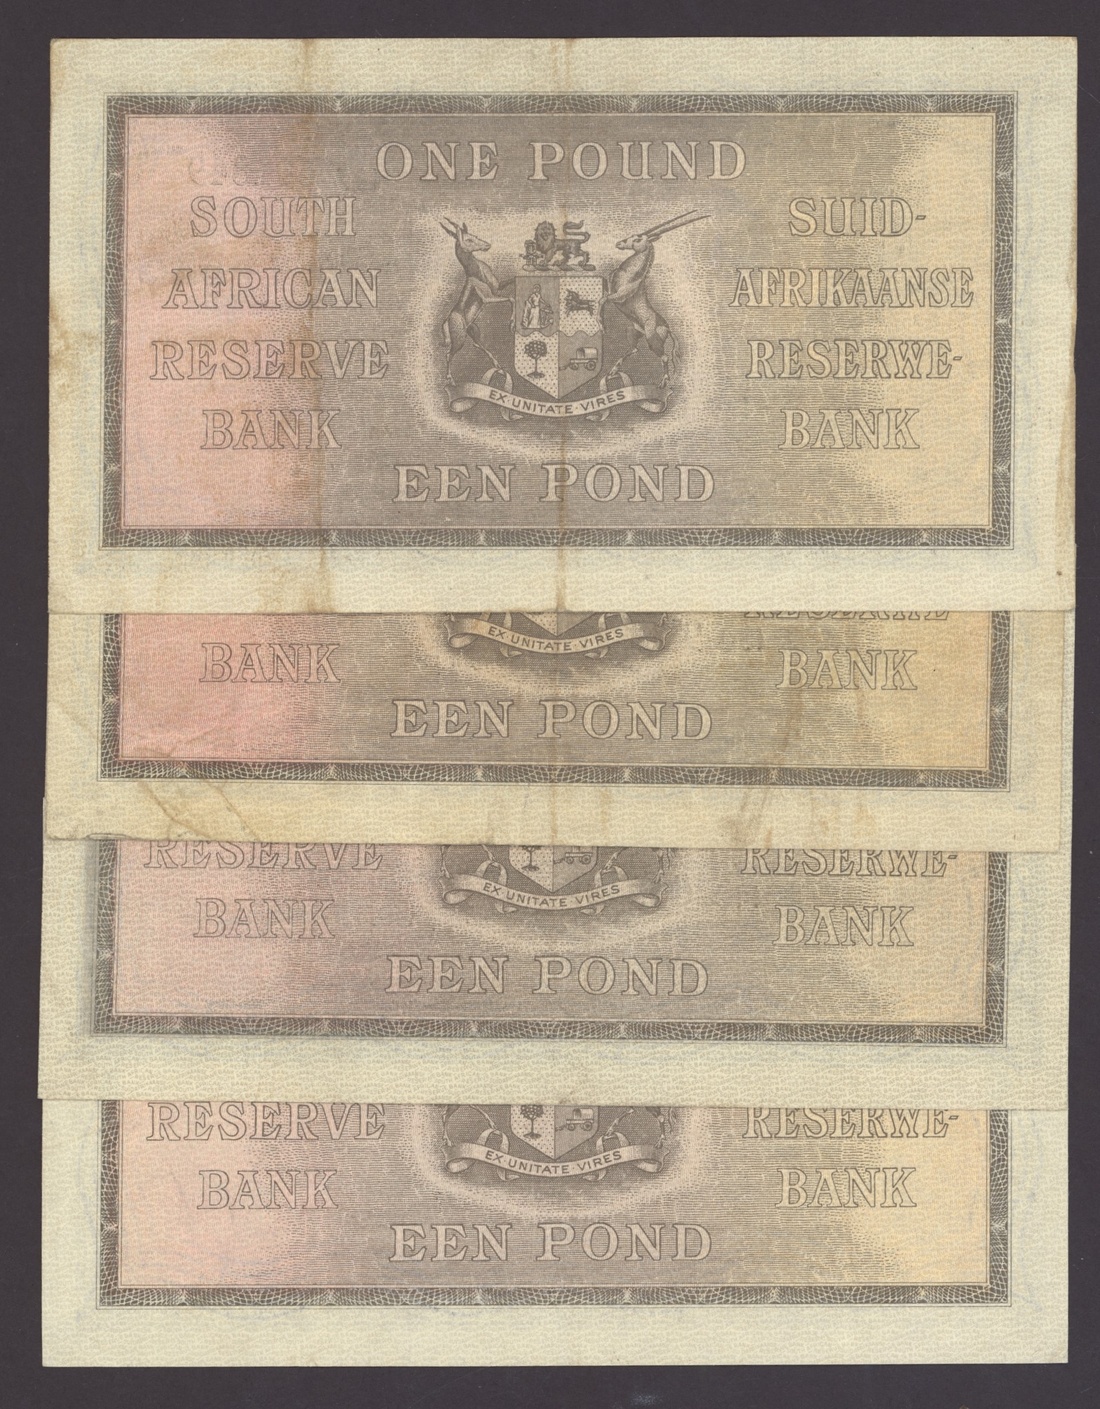 ONE POUND
SOUTH
AFRICAN
RESERVE
BANK
SUID-
AFRIKAANSE
RESERWE-
BANK
EX·UNITATE·VIRES
EEN POND
RESERWE-
BANK
EX·UNITATE·VIRES
BANK
EEN POND
RESERVE
BANK
EX UNITATE VIRES
RESERWE-
BANK
EEN POND
RESERVE
BANK
EX·UNITATE·VIRES
RESERWE-
BANK
EEN POND